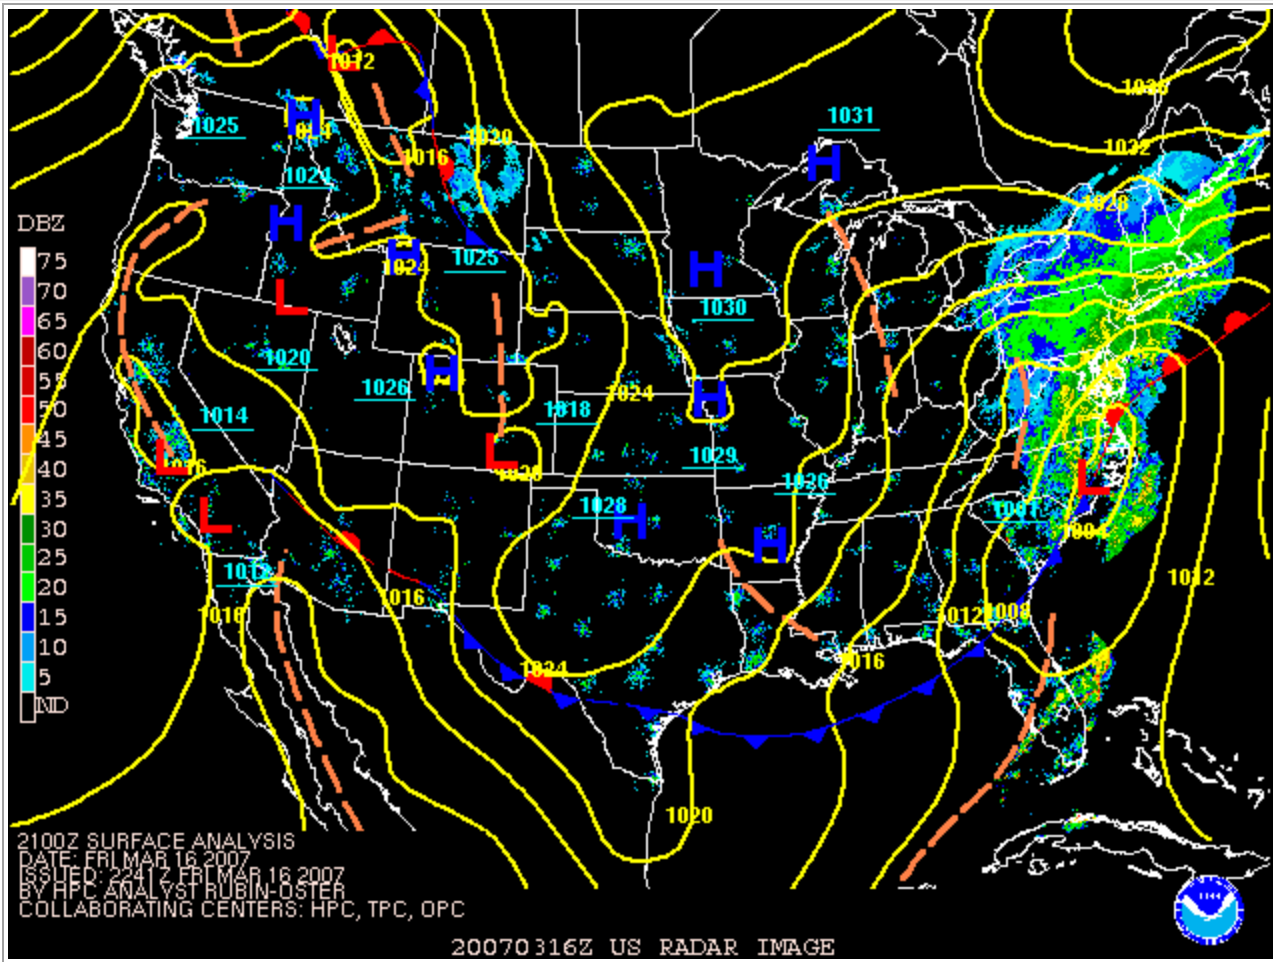 1036
1012
1031
1025
1024
1020
1016
1032
1021
1028
DBZ
75
70
65
60
55
50
45
40
35
30
25
20
15
10
5
ND
H
H
H
H
H
H
H
H
H
L
L
L
L
L
L
1025
1024
1030
1020
1026
1024
1018
1014
1016
1020
1029
1026
1028
1001
1004
1012
1016
1016
1012
1008
1016
1024
1020
2100Z SURFACE ANALYSIS
DATE: FRI MAR 16 2007
ISSUED: 2241Z FRI MAR 16 2007
BY HPC ANALYST RUBIN-OSTER
COLLABORATING CENTERS: HPC, TPC, OPC
20070316Z US RADAR IMAGE